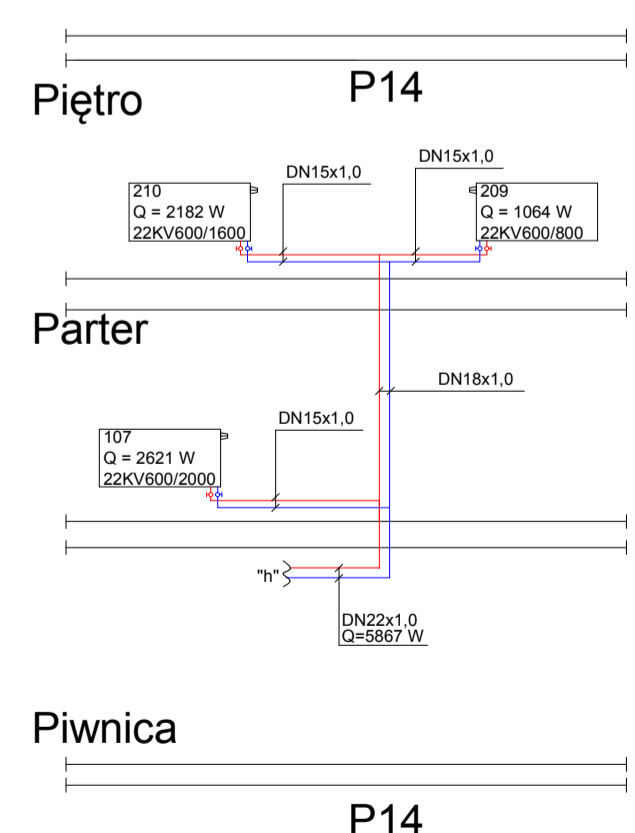 P14
Piętro
DN15x1,0
DN15x1,0
210
Q = 2182 W
22KV600/1600
209
Q = 1064 W
22KV600/800
Parter
DN18x1,0
DN15x1,0
107
Q = 2621 W
22KV600/2000
"h"
DN22x1,0
Q=5867 W
Piwnica
P14